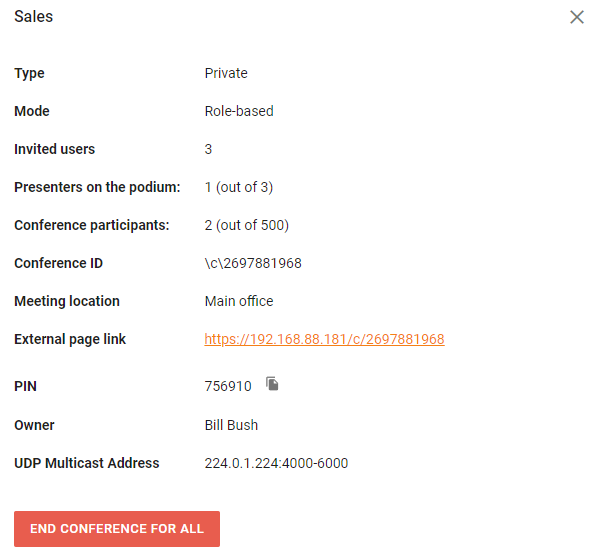 Sales
Type Private
Mode Role-based
Invited users 3
Presenters on the podium: 1 (out of 3)
Conference participants: 2 (out of 500)
Conference ID \c\2697881968
Meeting location Main office
External page link https://192.168.88.181/c/2697881968
PIN 756910
Owner Bill Bush
UDP Multicast Address 224.0.1.224:4000-6000
END CONFERENCE FOR ALL